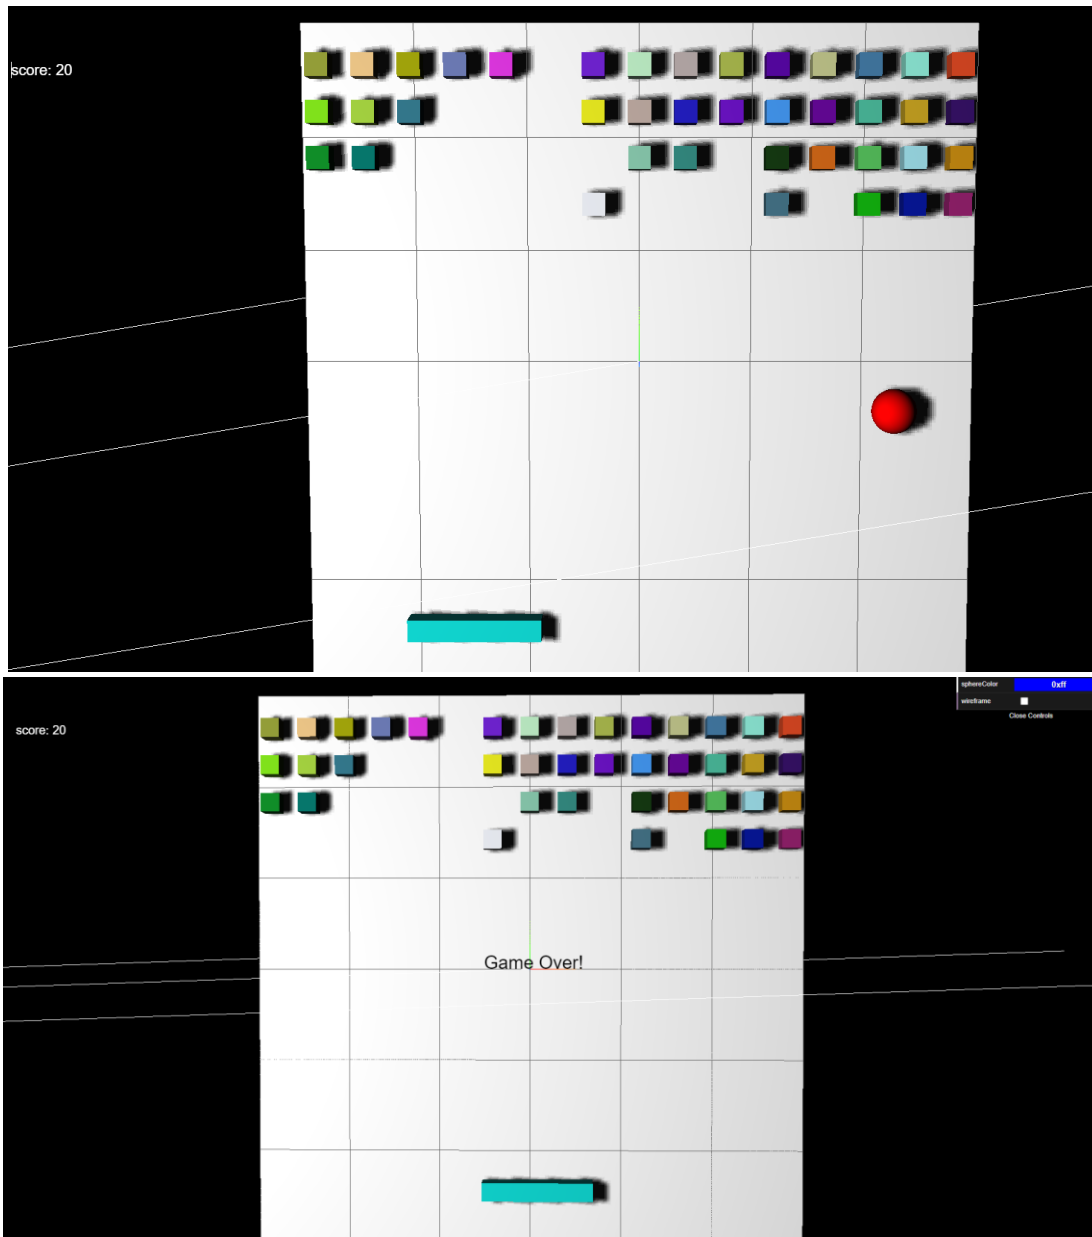 score: 20
sphereColor 0xff
wireframe
Close Controls
score: 20
Game Over!